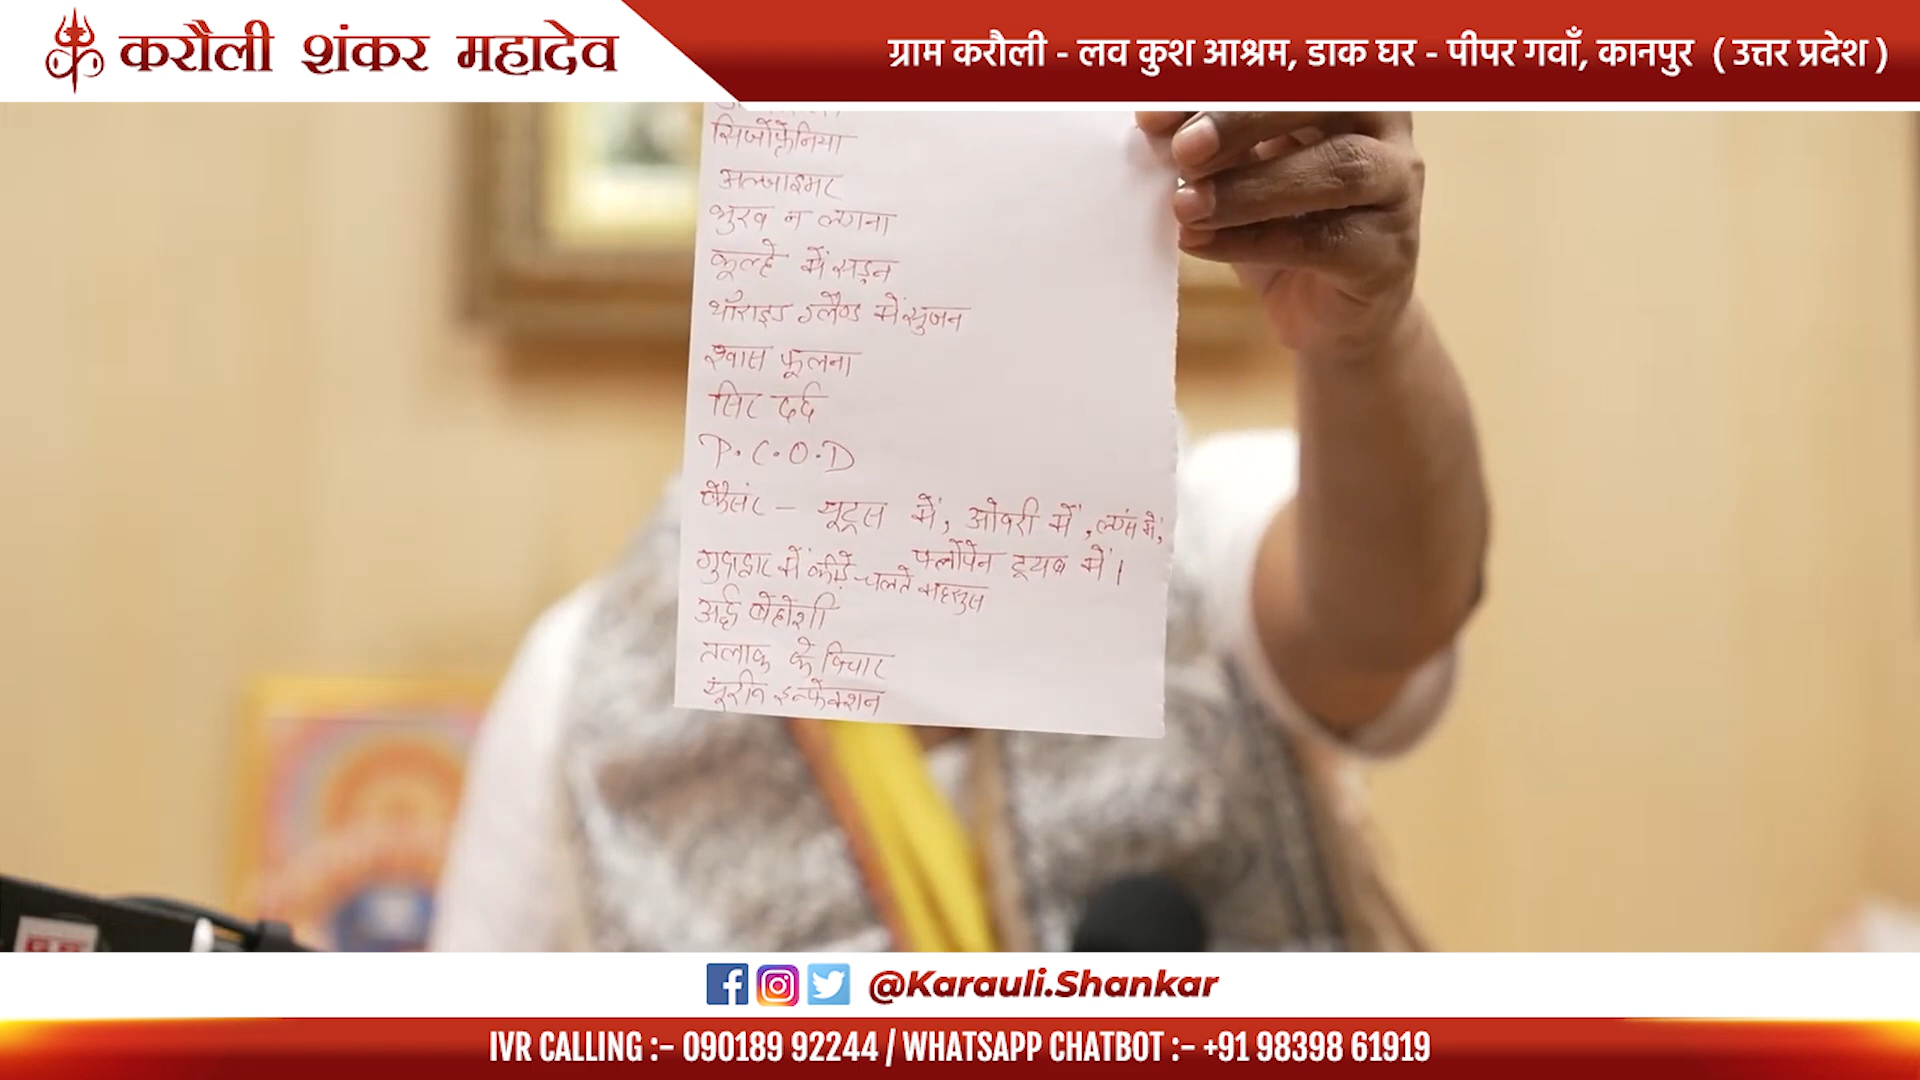 करौली शंकर महादेव
ग्राम करौली - लव कुश आश्रम, डाक घर - पीपर गवाँ, कानपुर ( उत्तर प्रदेश )
सिजोफ्रेनिया
अल्जाइमर
भुख न लगना
कूल्हे में सड़न
थॉराइड ग्लैण्ड में सुजन
श्वास फूलना
सिर दर्द
P.C.O.D
कैंसर - यूट्रस में, ओवरी में, लंग्स में,
फ्लोपेन ट्यूब में।
गुदाद्वार में कीड़े चलते महसूस
अर्द्ध बेहोशी
तलाक के विचार
यूरीन इन्फेक्शन
@Karauli.Shankar
IVR CALLING :- 090189 92244 / WHATSAPP CHATBOT :- +91 98398 61919